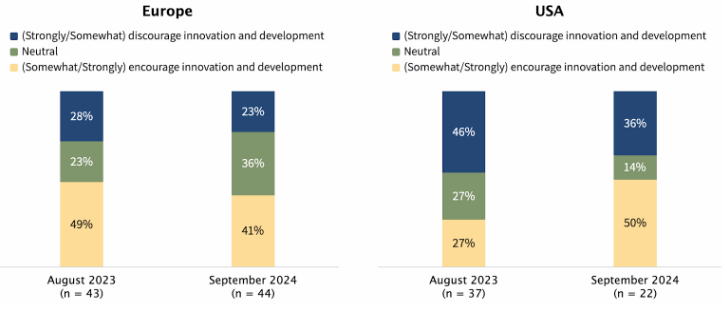 Europe
(Strongly/Somewhat) discourage innovation and development
Neutral
(Somewhat/Strongly) encourage innovation and development
28%
23%
49%
23%
36%
41%
August 2023
(n = 43)
September 2024
(n = 44)
USA
(Strongly/Somewhat) discourage innovation and development
Neutral
(Somewhat/Strongly) encourage innovation and development
46%
27%
27%
36%
14%
50%
August 2023
(n = 37)
September 2024
(n = 22)